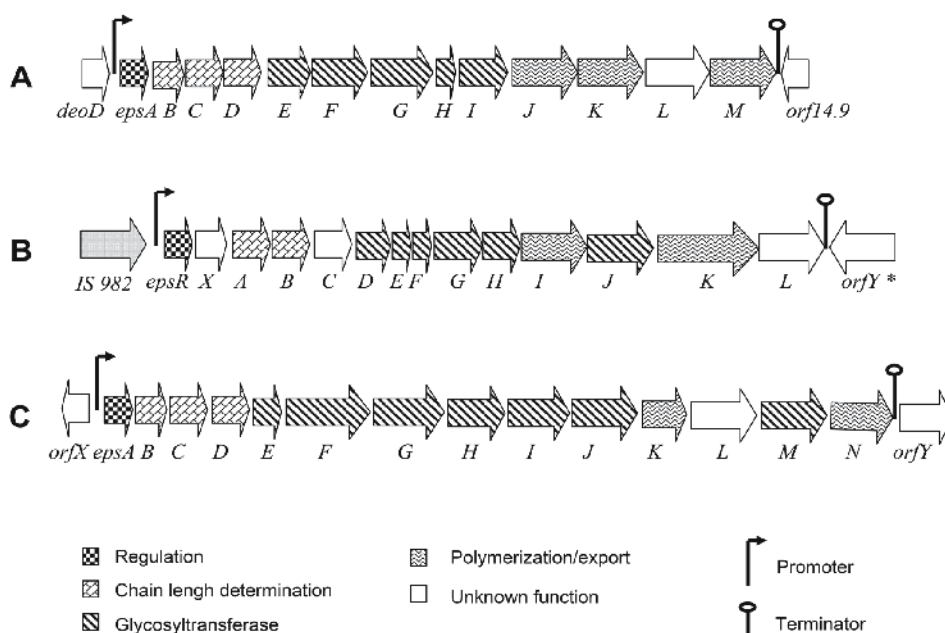 A
deoD epsA B C D E F G H I J K L M orf14.9
B
IS 982 epsR X A B C D E F G H I J K L orfY *
C
orfX epsA B C D E F G H I J K L M N orfY
Regulation
Chain lengh determination
Glycosyltransferase
Polymerization/export
Unknown function
Promoter
Terminator